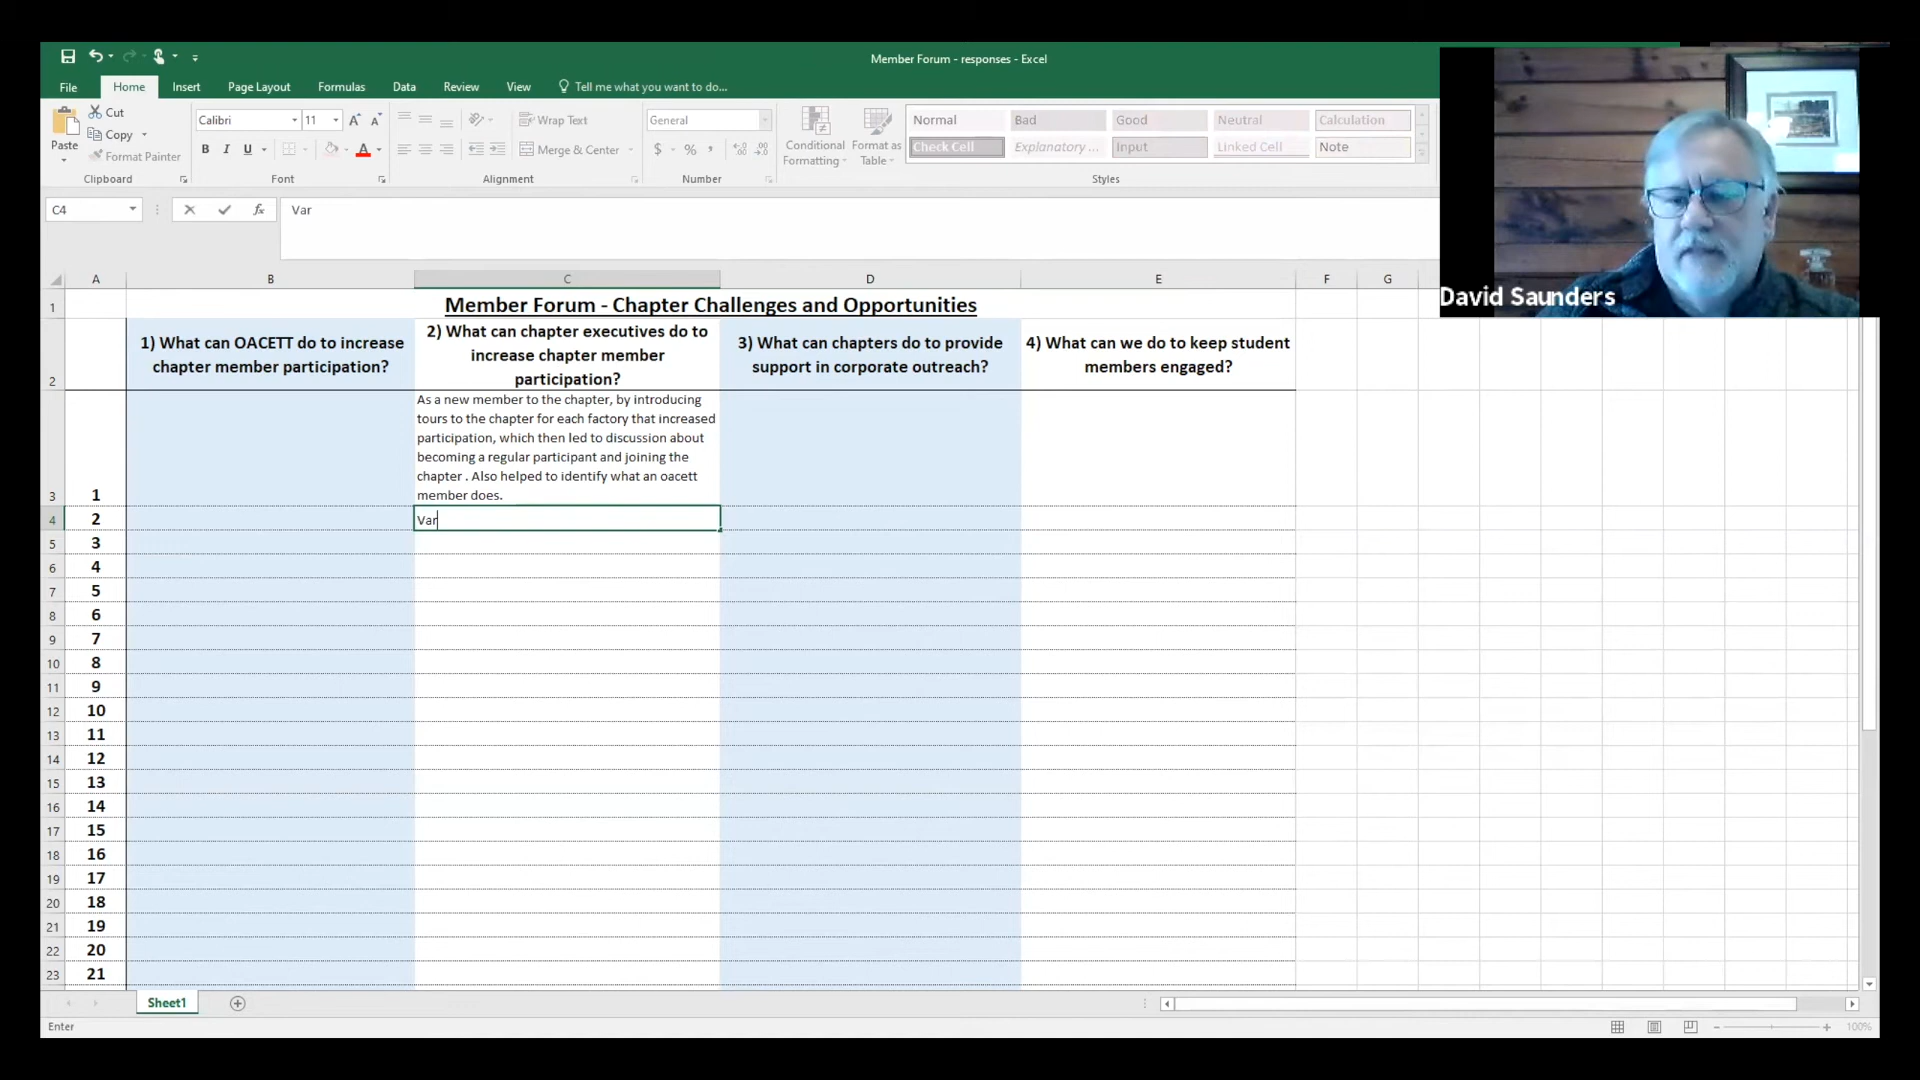 Member Forum - responses - Excel
File Home Insert Page Layout Formulas Data Review View Tell me what you want to do...
Cut
Copy
Format Painter
Paste
Clipboard
Calibri 11
B I U
Font
Wrap Text
Merge & Center
Alignment
General
$ % ,
Number
Conditional Formatting
Format as Table
Normal Bad Good Neutral Calculation
Check Cell Explanatory ... Input Linked Cell Note
Styles
David Saunders
C4 fx Var
A B C D E F G
1 Member Forum - Chapter Challenges and Opportunities
2
1) What can OACETT do to increase
chapter member participation?
2) What can chapter executives do to
increase chapter member
participation?
3) What can chapters do to provide
support in corporate outreach?
4) What can we do to keep student
members engaged?
As a new member to the chapter, by introducing
tours to the chapter for each factory that increased
participation, which then led to discussion about
becoming a regular participant and joining the
chapter . Also helped to identify what an oacett
member does.
3 1
4 2 Var
5 3
6 4
7 5
8 6
9 7
10 8
11 9
12 10
13 11
14 12
15 13
16 14
17 15
18 16
19 17
20 18
21 19
22 20
23 21
Sheet1
Enter
100%